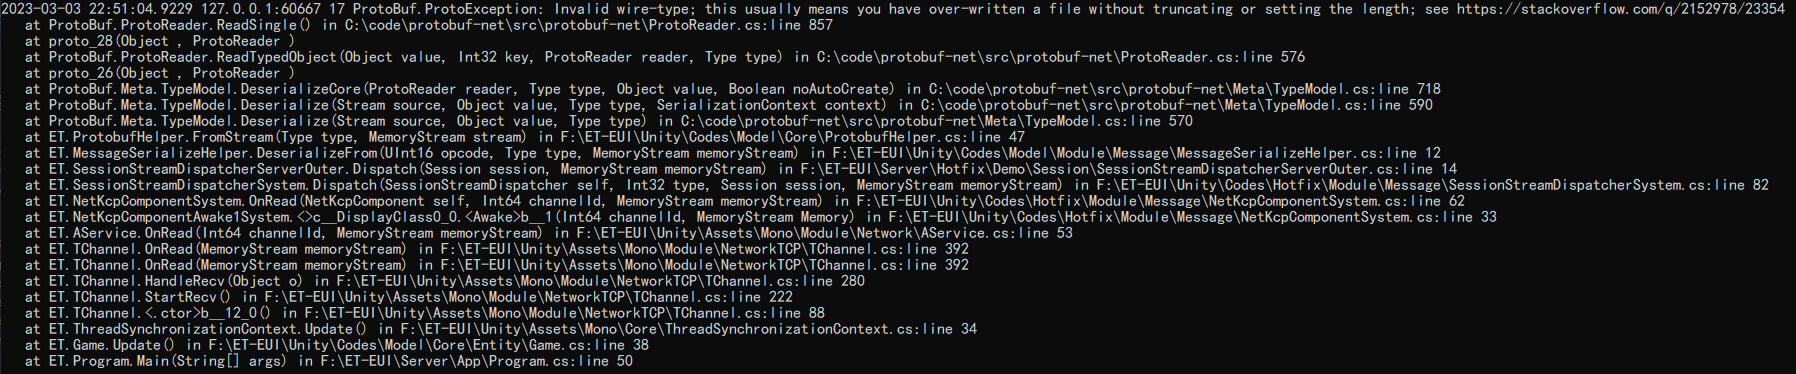 2023-03-03 22:51:04.9229 127.0.0.1:60667 17 ProtoBuf.ProtoException: Invalid wire-type; this usually means you have over-written a file without truncating or setting the length; see https://stackoverflow.com/q/2152978/23354
at ProtoBuf.ProtoReader.ReadSingle() in C:\code\protobuf-net\src\protobuf-net\ProtoReader.cs:line 857
at proto_28(Object , ProtoReader )
at ProtoBuf.ProtoReader.ReadTypedObject(Object value, Int32 key, ProtoReader reader, Type type) in C:\code\protobuf-net\src\protobuf-net\ProtoReader.cs:line 576
at proto_26(Object , ProtoReader )
at ProtoBuf.Meta.TypeModel.DeserializeCore(ProtoReader reader, Type type, Object value, Boolean noAutoCreate) in C:\code\protobuf-net\src\protobuf-net\Meta\TypeModel.cs:line 718
at ProtoBuf.Meta.TypeModel.Deserialize(Stream source, Object value, Type type, SerializationContext context) in C:\code\protobuf-net\src\protobuf-net\Meta\TypeModel.cs:line 590
at ProtoBuf.Meta.TypeModel.Deserialize(Stream source, Object value, Type type) in C:\code\protobuf-net\src\protobuf-net\Meta\TypeModel.cs:line 570
at ET.ProtobufHelper.FromStream(Type type, MemoryStream stream) in F:\ET-EUI\Unity\Codes\Model\Core\ProtobufHelper.cs:line 47
at ET.MessageSerializeHelper.DeserializeFrom(UInt16 opcode, Type type, MemoryStream memoryStream) in F:\ET-EUI\Unity\Codes\Model\Module\Message\MessageSerializeHelper.cs:line 12
at ET.SessionStreamDispatcherServerOuter.Dispatch(Session session, MemoryStream memoryStream) in F:\ET-EUI\Server\Hotfix\Demo\Session\SessionStreamDispatcherServerOuter.cs:line 14
at ET.SessionStreamDispatcherSystem.Dispatch(SessionStreamDispatcher self, Int32 type, Session session, MemoryStream memoryStream) in F:\ET-EUI\Unity\Codes\Hotfix\Module\Message\SessionStreamDispatcherSystem.cs:line 82
at ET.NetKcpComponentSystem.OnRead(NetKcpComponent self, Int64 channelId, MemoryStream memoryStream) in F:\ET-EUI\Unity\Codes\Hotfix\Module\Message\NetKcpComponentSystem.cs:line 62
at ET.NetKcpComponentAwake1System.<>c__DisplayClass0_0.<Awake>b__1(Int64 channelId, MemoryStream Memory) in F:\ET-EUI\Unity\Codes\Hotfix\Module\Message\NetKcpComponentSystem.cs:line 33
at ET.AService.OnRead(Int64 channelId, MemoryStream memoryStream) in F:\ET-EUI\Unity\Assets\Mono\Module\Network\AService.cs:line 53
at ET.TChannel.OnRead(MemoryStream memoryStream) in F:\ET-EUI\Unity\Assets\Mono\Module\NetworkTCP\TChannel.cs:line 392
at ET.TChannel.OnRead(MemoryStream memoryStream) in F:\ET-EUI\Unity\Assets\Mono\Module\NetworkTCP\TChannel.cs:line 392
at ET.TChannel.HandleRecv(Object o) in F:\ET-EUI\Unity\Assets\Mono\Module\NetworkTCP\TChannel.cs:line 280
at ET.TChannel.StartRecv() in F:\ET-EUI\Unity\Assets\Mono\Module\NetworkTCP\TChannel.cs:line 222
at ET.TChannel.<.ctor>b__12_0() in F:\ET-EUI\Unity\Assets\Mono\Module\NetworkTCP\TChannel.cs:line 88
at ET.ThreadSynchronizationContext.Update() in F:\ET-EUI\Unity\Assets\Mono\Core\ThreadSynchronizationContext.cs:line 34
at ET.Game.Update() in F:\ET-EUI\Unity\Codes\Model\Core\Entity\Game.cs:line 38
at ET.Program.Main(String[] args) in F:\ET-EUI\Server\App\Program.cs:line 50